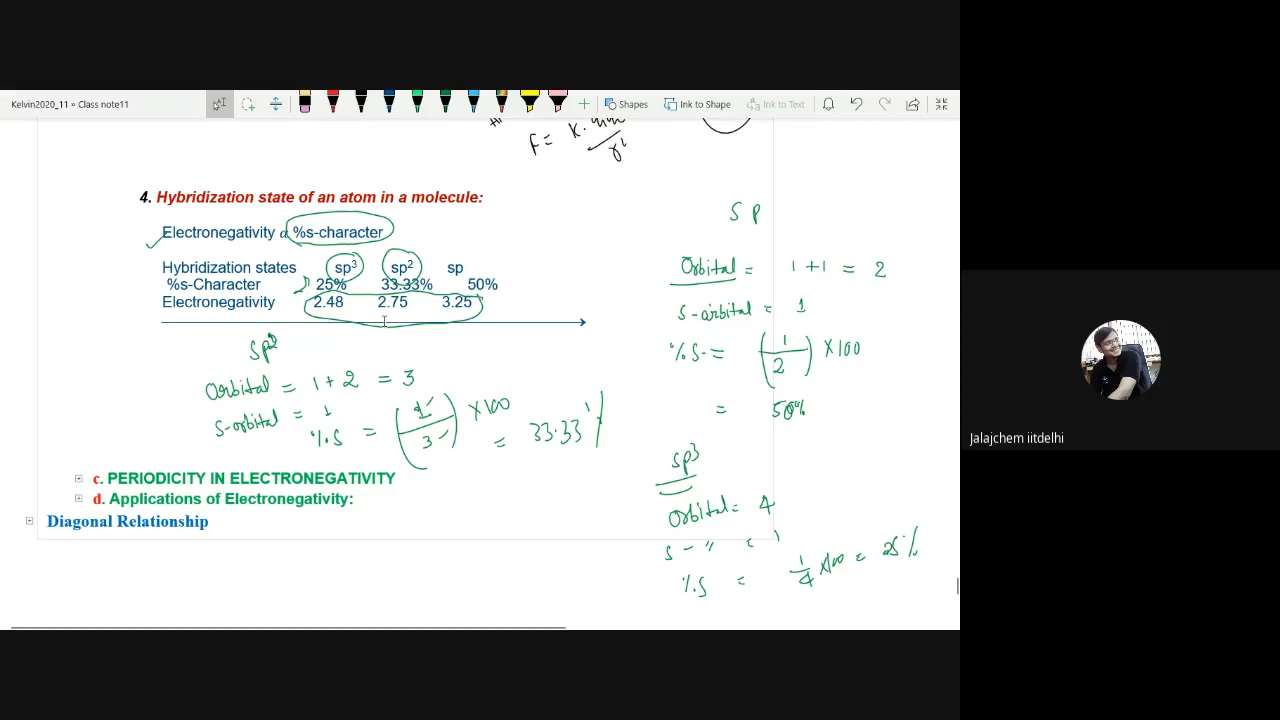 Kelvin2020_11 » Class note11
Shapes
Ink to Shape
Ink to Text
F =
K.
4. Hybridization state of an atom in a molecule:
Electronegativity α %s-character
Hybridization states sp³ sp² sp
%s-Character 25% 33.33% 50%
Electronegativity 2.48 2.75 3.25
sp²
Orbital = 1+2 = 3
s-orbital = 1
%S = (1/3) ×100
= 33.33%
c. PERIODICITY IN ELECTRONEGATIVITY
d. Applications of Electronegativity:
Diagonal Relationship
SP
Orbital = 1+1 = 2
S-orbital = 1
%S = (1/2) ×100
= 50%
sp³
Orbital = 4
S - " = 1
%S = 1/4 ×100 = 25%
Jalajchem iitdelhi